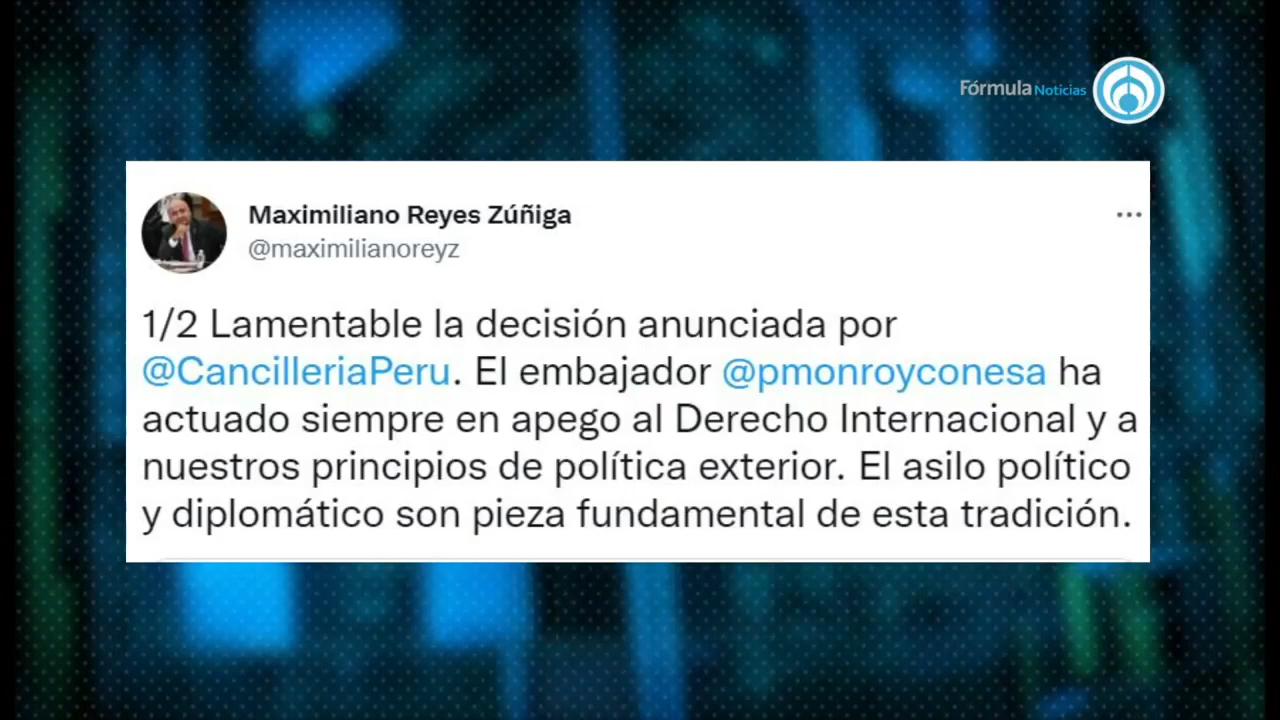 Fórmula Noticias
Maximiliano Reyes Zúñiga
@maximilianoreyz
1/2 Lamentable la decisión anunciada por
@CancilleriaPeru. El embajador @pmonroyconesa ha
actuado siempre en apego al Derecho Internacional y a
nuestros principios de política exterior. El asilo político
y diplomático son pieza fundamental de esta tradición.